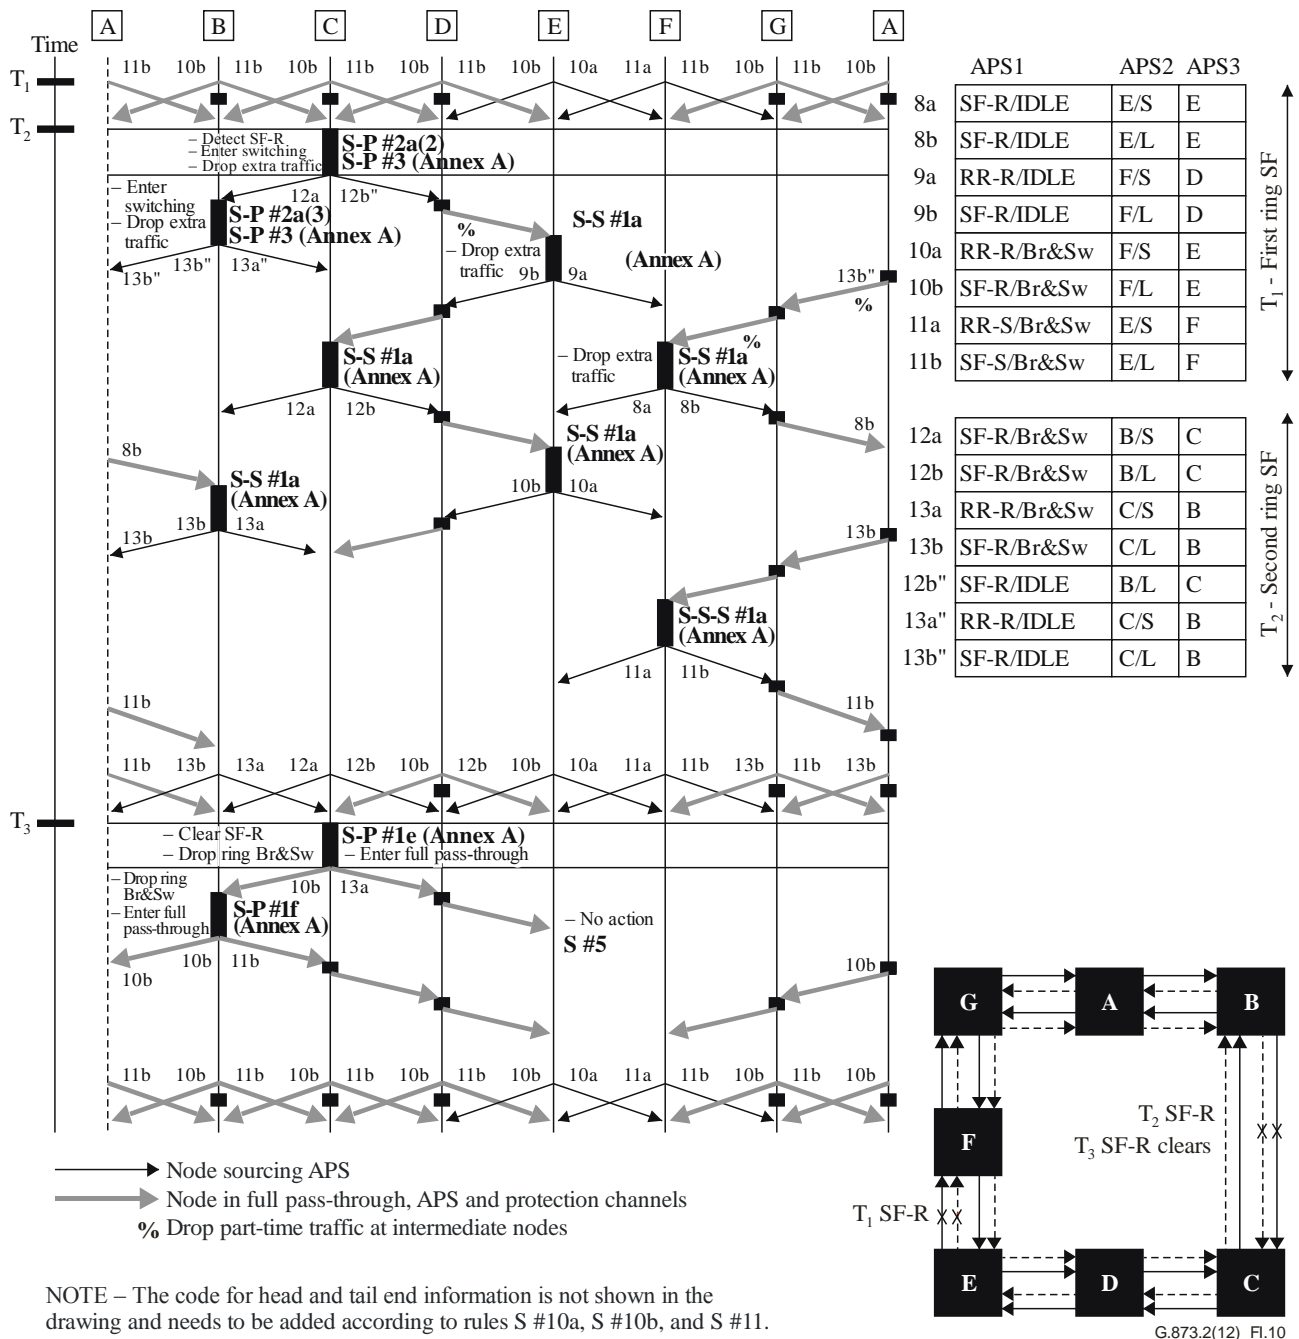 A B C D E F G A
Time
T1
11b 10b 11b 10b 11b 10b 11b 10b 10a 11a 11b 10b 11b 10b
T2
– Detect SF-R
– Enter switching
– Drop extra traffic
S-P #2a(2)
S-P #3 (Annex A)
12a 12b"
– Enter
switching
– Drop extra
traffic
S-P #2a(3)
S-P #3 (Annex A)
%
S-S #1a
(Annex A)
– Drop extra
traffic
13b" 13b" 13a"
9b 9a
13b"
%
%
S-S #1a
(Annex A)
– Drop extra
traffic
S-S #1a
(Annex A)
12a 12b
8a 8b
8b
8b
S-S #1a
(Annex A)
S-S #1a
(Annex A)
10b 10a
13b 13b 13a
13b
S-S-S #1a
(Annex A)
11a 11b
11b
11b
11b 13b 13a 12a 12b 10b 12b 10b 10a 11a 11b 13b 11b 13b
T3
– Clear SF-R
– Drop ring Br&Sw
S-P #1e (Annex A)
– Enter full pass-through
10b 13a
– Drop ring
Br&Sw
– Enter full
pass-through
S-P #1f
(Annex A)
– No action
S #5
10b 10b 11b
10b
11b 10b 11b 10b 11b 10b 11b 10b 10a 11a 11b 10b 11b 10b
Node sourcing APS
Node in full pass-through, APS and protection channels
% Drop part-time traffic at intermediate nodes
NOTE – The code for head and tail end information is not shown in the
drawing and needs to be added according to rules S #10a, S #10b, and S #11.
APS1 APS2 APS3
8a SF-R/IDLE E/S E
8b SF-R/IDLE E/L E
9a RR-R/IDLE F/S D
9b SF-R/IDLE F/L D
10a RR-R/Br&Sw F/S E
10b SF-R/Br&Sw F/L E
11a RR-S/Br&Sw E/S F
11b SF-S/Br&Sw E/L F
T1 - First ring SF
12a SF-R/Br&Sw B/S C
12b SF-R/Br&Sw B/L C
13a RR-R/Br&Sw C/S B
13b SF-R/Br&Sw C/L B
12b" SF-R/IDLE B/L C
13a" RR-R/IDLE C/S B
13b" SF-R/IDLE C/L B
T2 - Second ring SF
G A B
F
T2 SF-R
T3 SF-R clears
T1 SF-R
E D C
G.873.2(12)_FI.10